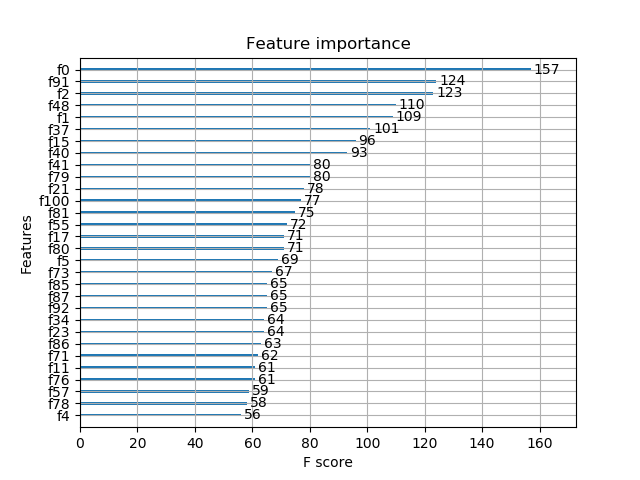 Feature importance
f0 157
f91 124
f2 123
f48 110
f1 109
f37 101
f15 96
f40 93
f41 80
f79 80
f21 78
f100 77
f81 75
f55 72
f17 71
f80 71
f5 69
f73 67
f85 65
f87 65
f92 65
f34 64
f23 64
f86 63
f71 62
f11 61
f76 61
f57 59
f78 58
f4 56
Features
0 20 40 60 80 100 120 140 160
F score